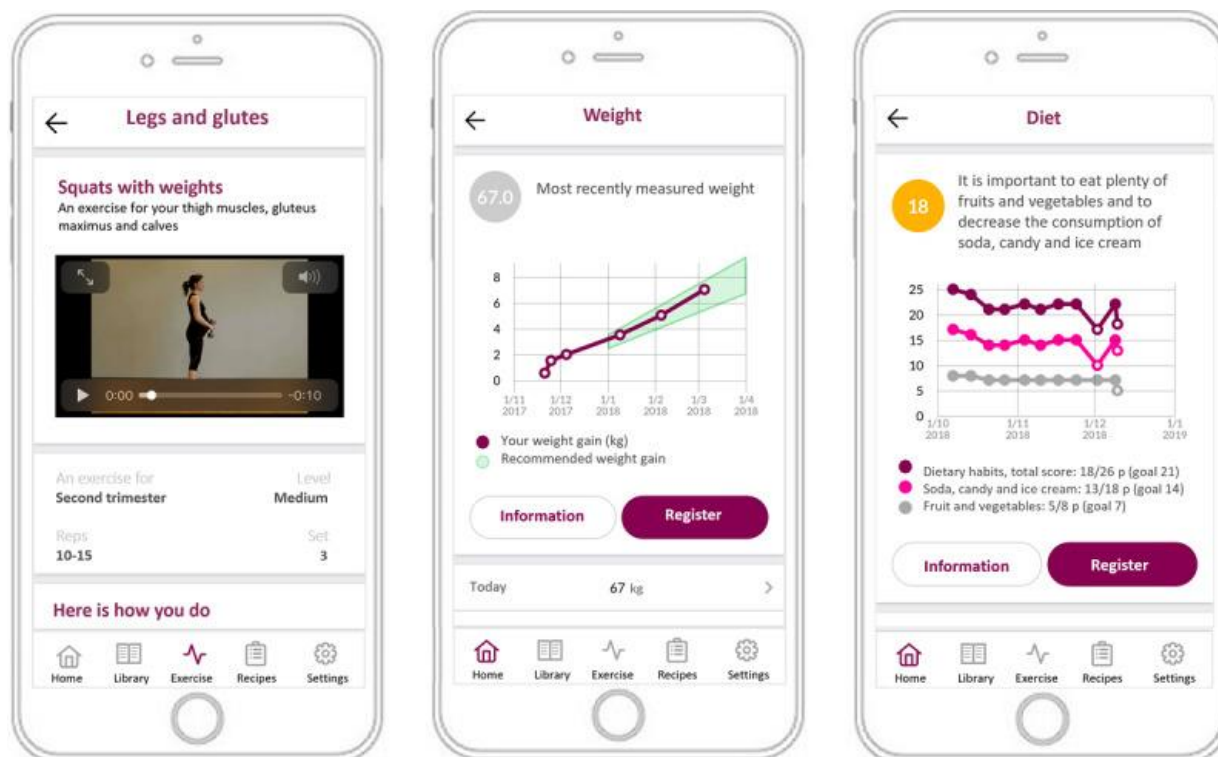 Legs and glutes
Squats with weights
An exercise for your thigh muscles, gluteus
maximus and calves
0:00
-0:10
An exercise for
Level
Second trimester
Medium
Reps
Set
10-15
3
Here is how you do
Home
Library
Exercise
Recipes
Settings
Weight
67.0
Most recently measured weight
8
6
4
2
0
1/11
2017
1/12
2017
1/1
2018
1/2
2018
1/3
2018
1/4
2018
Your weight gain (kg)
Recommended weight gain
Information
Register
Today
67 kg
Home
Library
Exercise
Recipes
Settings
Diet
18
It is important to eat plenty of
fruits and vegetables and to
decrease the consumption of
soda, candy and ice cream
25
20
15
10
5
0
1/10
2018
1/11
2018
1/12
2018
1/1
2019
Dietary habits, total score: 18/26 p (goal 21)
Soda, candy and ice cream: 13/18 p (goal 14)
Fruit and vegetables: 5/8 p (goal 7)
Information
Register
Home
Library
Exercise
Recipes
Settings